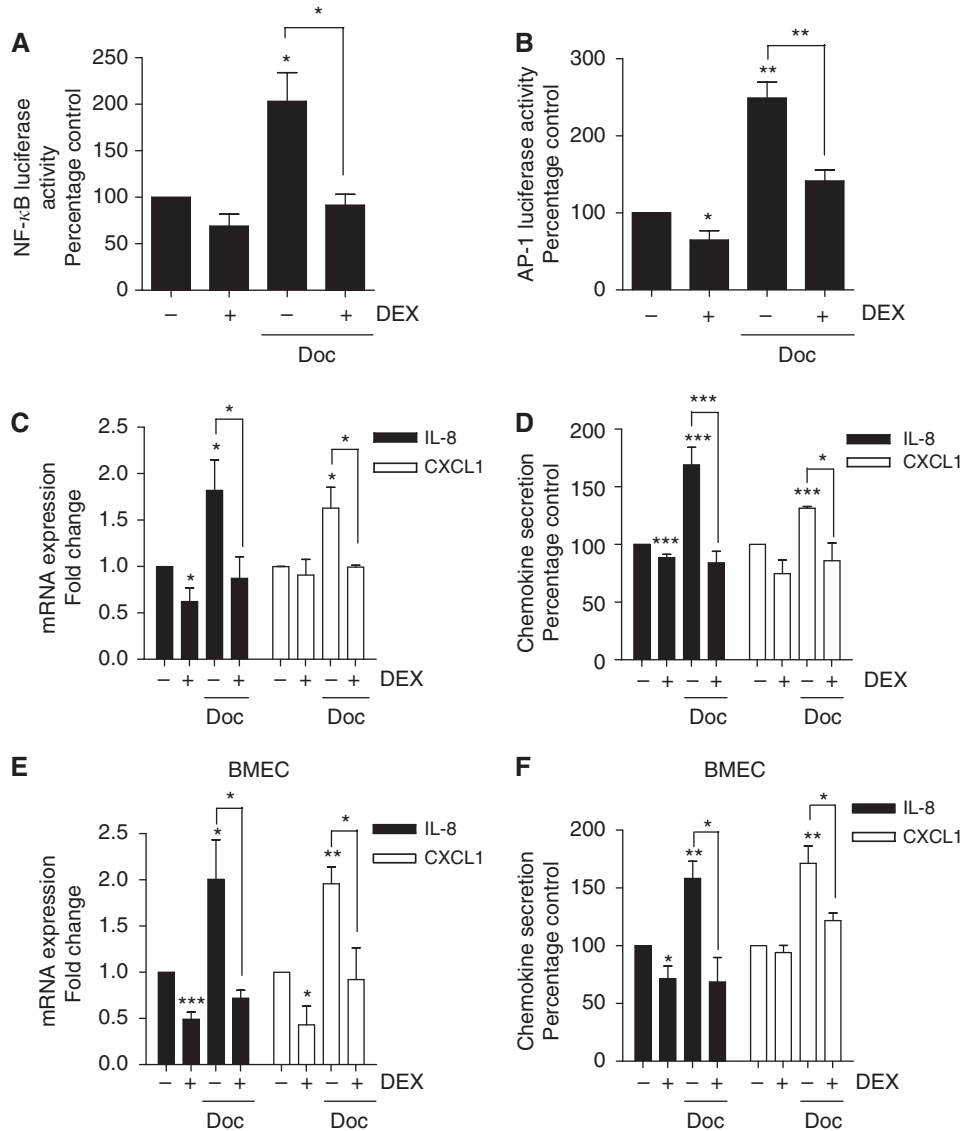 A
NF-κB luciferase
activity
Percentage control
250
200
150
100
50
0
*
*
– + – + DEX
Doc
B
AP-1 luciferase activity
Percentage control
300
200
100
0
*
**
**
– + – + DEX
Doc
C
mRNA expression
Fold change
2.5
2.0
1.5
1.0
0.5
0.0
*
*
*
*
*
IL-8
CXCL1
– + – + – + – + DEX
Doc Doc
D
Chemokine secretion
Percentage control
200
150
100
50
0
***
***
***
***
*
IL-8
CXCL1
– + – + – + – + DEX
Doc Doc
E
BMEC
mRNA expression
Fold change
2.5
2.0
1.5
1.0
0.5
0.0
***
*
*
*
**
*
IL-8
CXCL1
– + – + – + – + DEX
Doc Doc
F
BMEC
Chemokine secretion
Percentage control
200
150
100
50
0
*
**
*
**
*
IL-8
CXCL1
– + – + – + – + DEX
Doc Doc